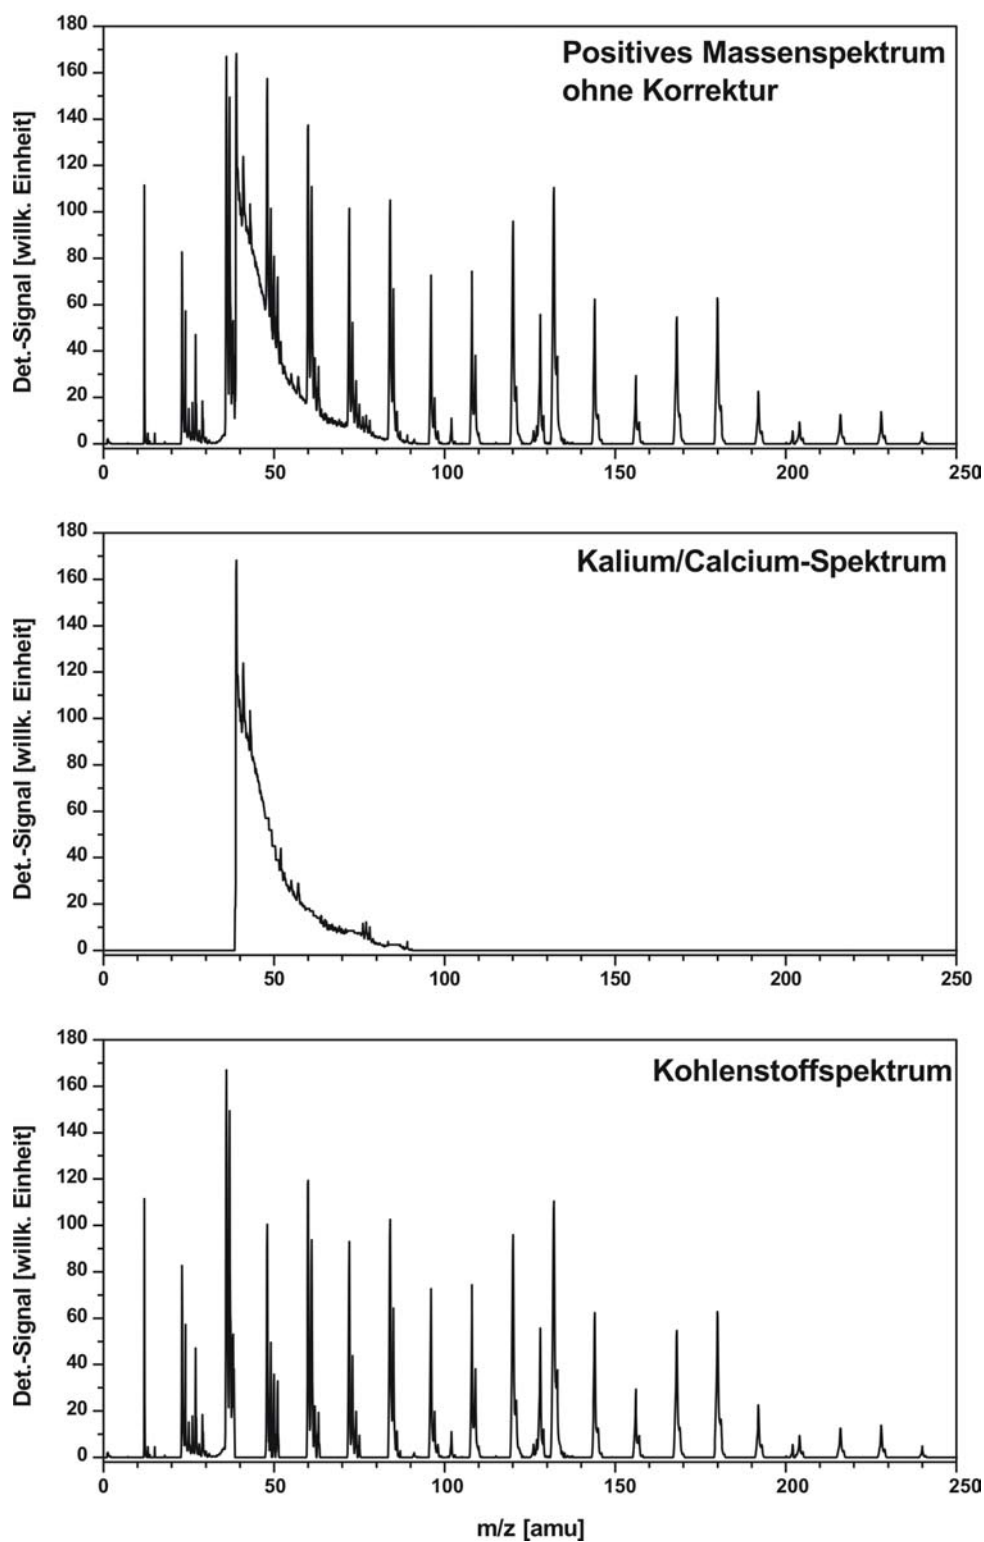 Positives Massenspektrum
ohne Korrektur
Det.-Signal [willk. Einheit]
180
160
140
120
100
80
60
40
20
0
0 50 100 150 200 250
Kalium/Calcium-Spektrum
Det.-Signal [willk. Einheit]
180
160
140
120
100
80
60
40
20
0
0 50 100 150 200 250
Kohlenstoffspektrum
Det.-Signal [willk. Einheit]
180
160
140
120
100
80
60
40
20
0
0 50 100 150 200 250
m/z [amu]